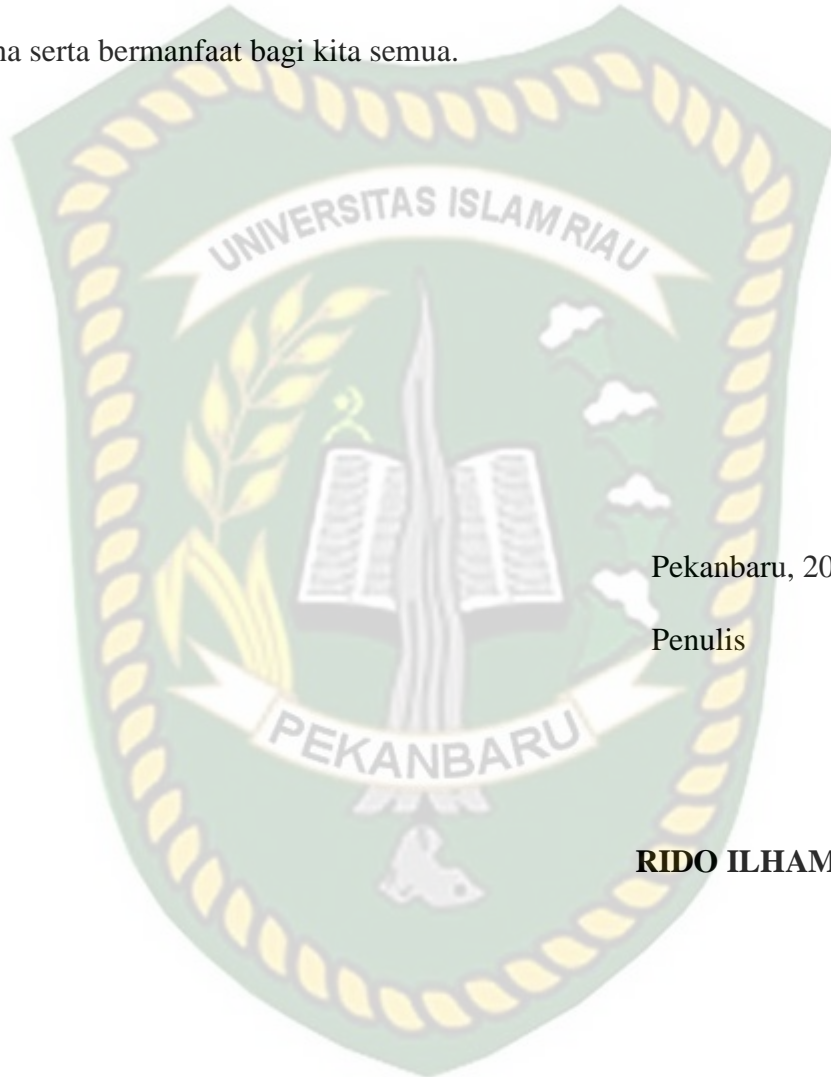 na serta bermanfaat bagi kita semua.
UNIVERSITAS ISLAM RIAU
Pekanbaru, 20
Penulis
PEKANBARU
RIDO ILHAM